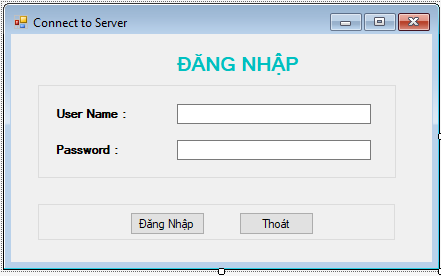 Connect to Server
ĐĂNG NHẬP
User Name :
Password :
Đăng Nhập
Thoát